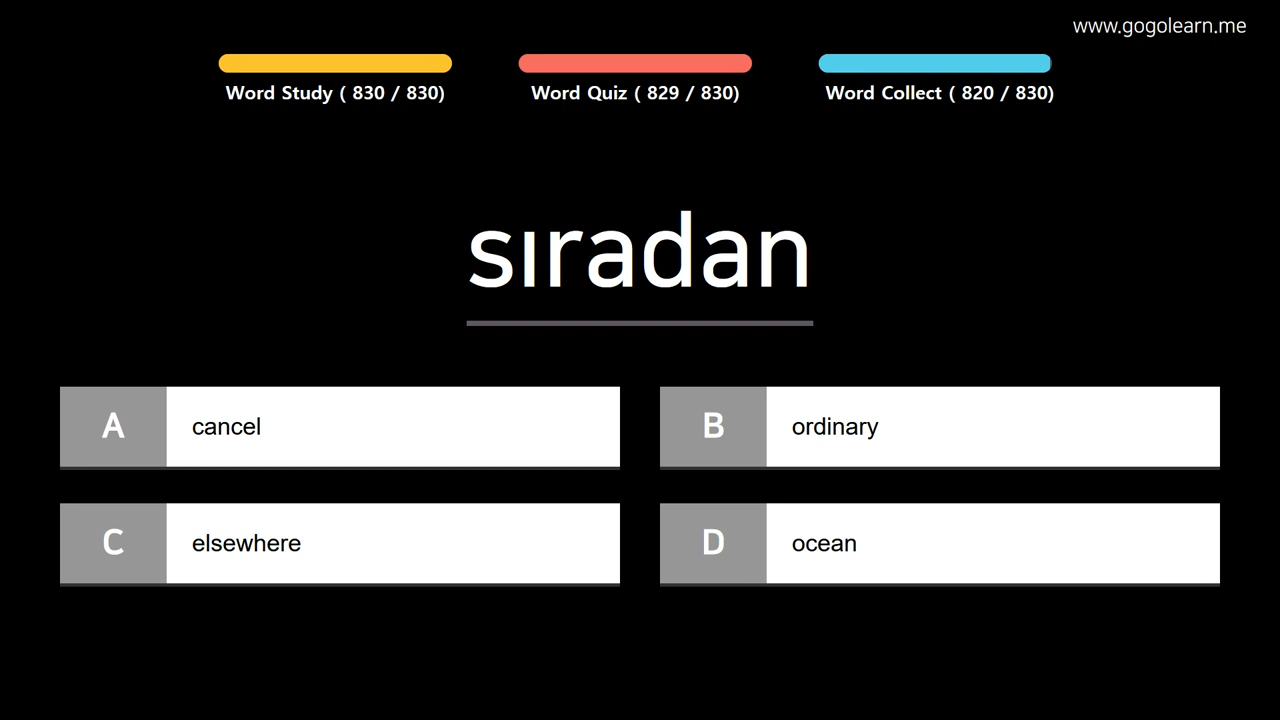 www.gogolearn.me
Word Study ( 830 / 830)
Word Quiz ( 829 / 830)
Word Collect ( 820 / 830)
sıradan
A cancel
B ordinary
C elsewhere
D ocean